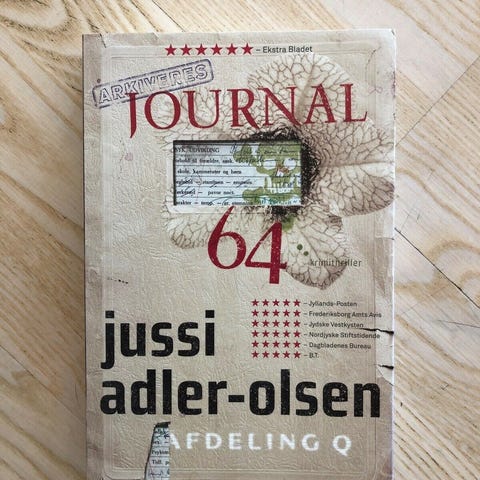 ★★★★★★ – Ekstra Bladet
ARKIVERES
JOURNAL
64
krimithriller
★★★★★★ – Jyllands-Posten
★★★★★★ – Frederiksborg Amts Avis
★★★★★★ – Jydske Vestkysten
★★★★★★ – Nordjyske Stiftstidende
★★★★★★ – Dagbladenes Bureau
★★★★★★ – B.T.
jussi
adler-olsen
AFDELING Q